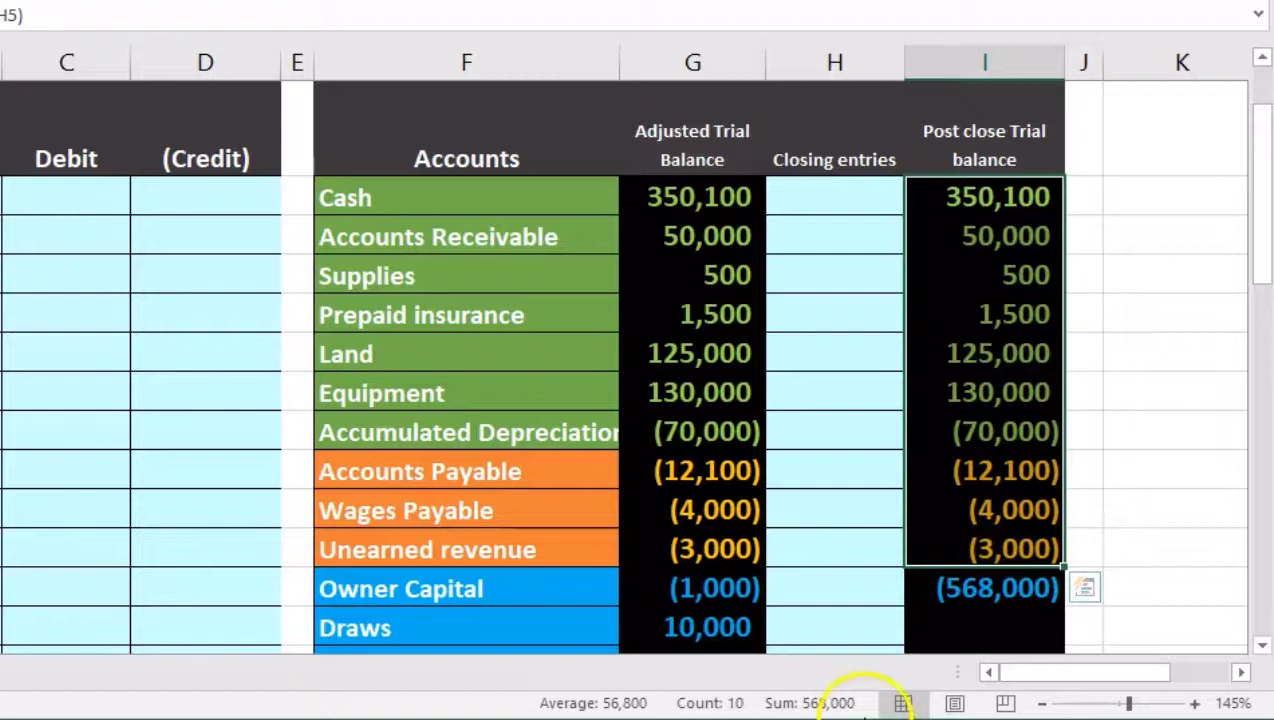 H5)
C D E F G H I J K
Debit (Credit) Accounts Adjusted Trial Balance Closing entries Post close Trial balance
Cash 350,100 350,100
Accounts Receivable 50,000 50,000
Supplies 500 500
Prepaid insurance 1,500 1,500
Land 125,000 125,000
Equipment 130,000 130,000
Accumulated Depreciation (70,000) (70,000)
Accounts Payable (12,100) (12,100)
Wages Payable (4,000) (4,000)
Unearned revenue (3,000) (3,000)
Owner Capital (1,000) (568,000)
Draws 10,000
Average: 56,800 Count: 10 Sum: 568,000 145%